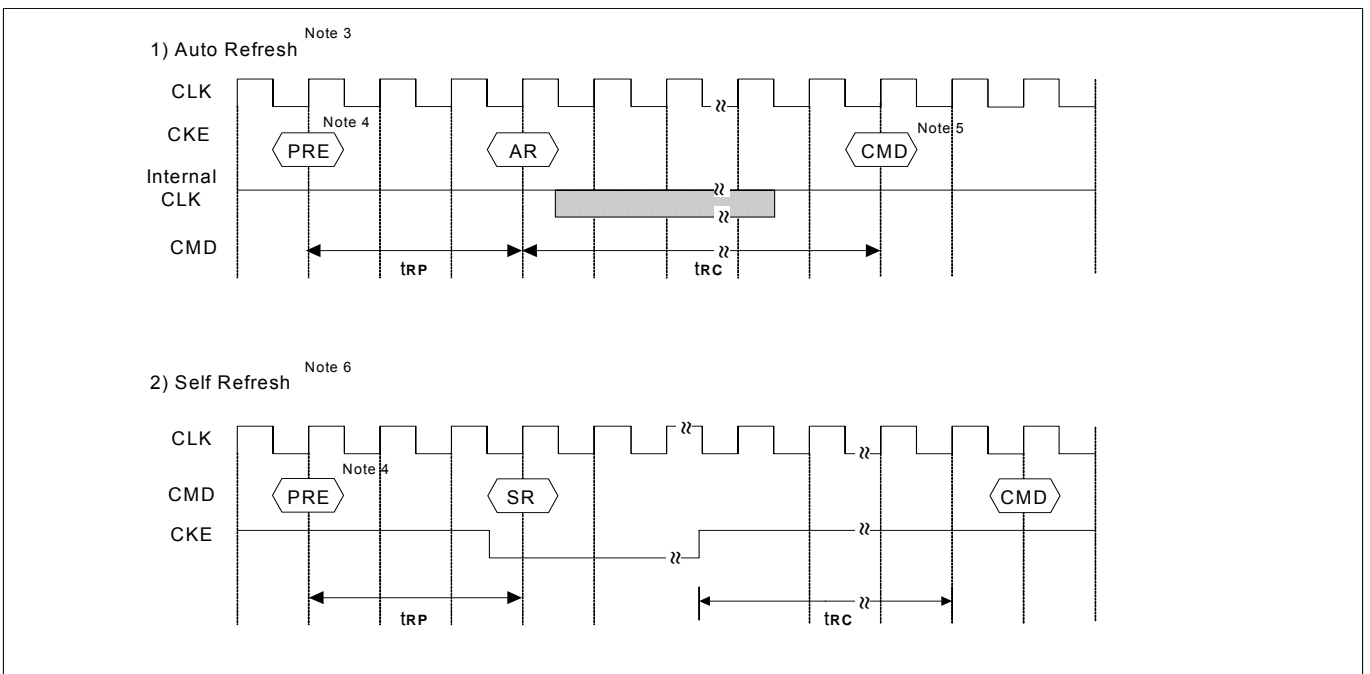 1) Auto Refresh Note 3
CLK
CKE
Note 4
Note 5
PRE
AR
CMD
Internal
CLK
CMD
tRP
tRC
2) Self Refresh Note 6
CLK
Note 4
CMD
PRE
SR
CMD
CKE
tRP
tRC